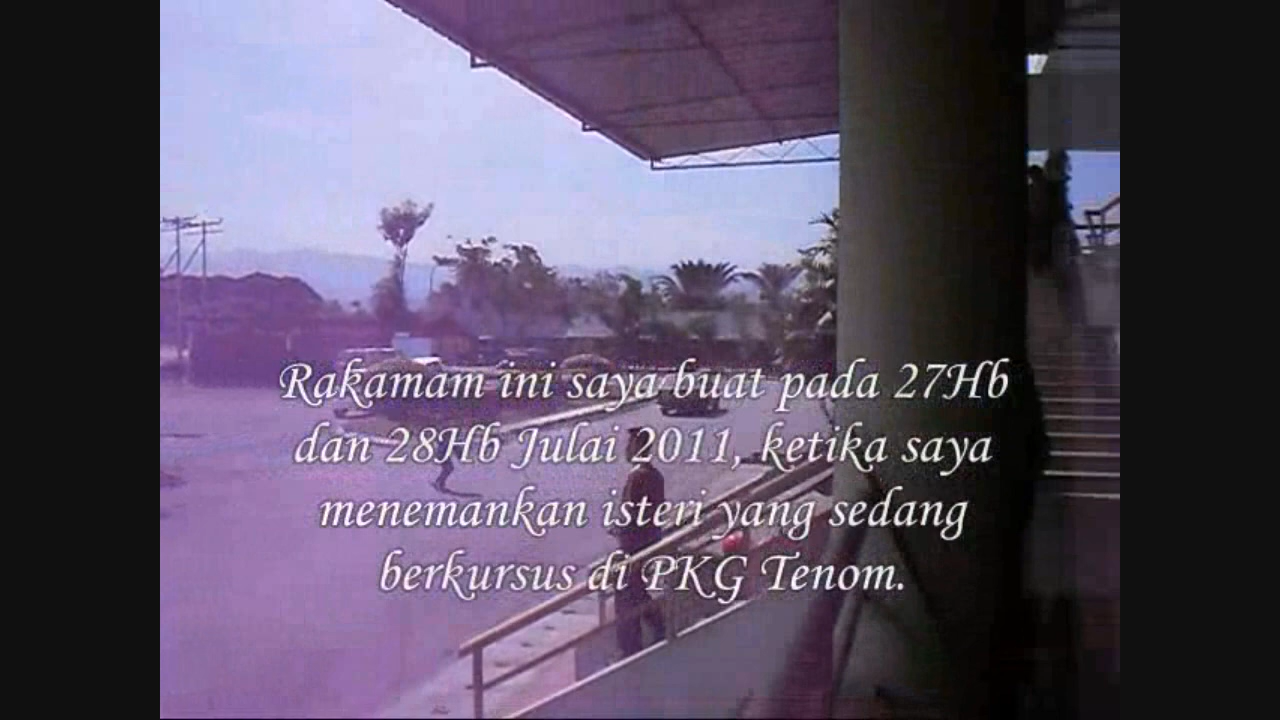 Rakamam ini saya buat pada 27Hb
dan 28Hb Julai 2011, ketika saya
menemankan isteri yang sedang
berkursus di PKG Tenom.